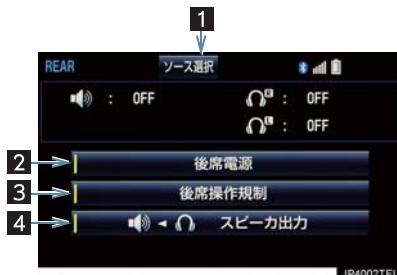 1
REAR ソース選択
: OFF R : OFF
L : OFF
2 後席電源
3 後席操作規制
4 スピーカ出力
IP4002TEL